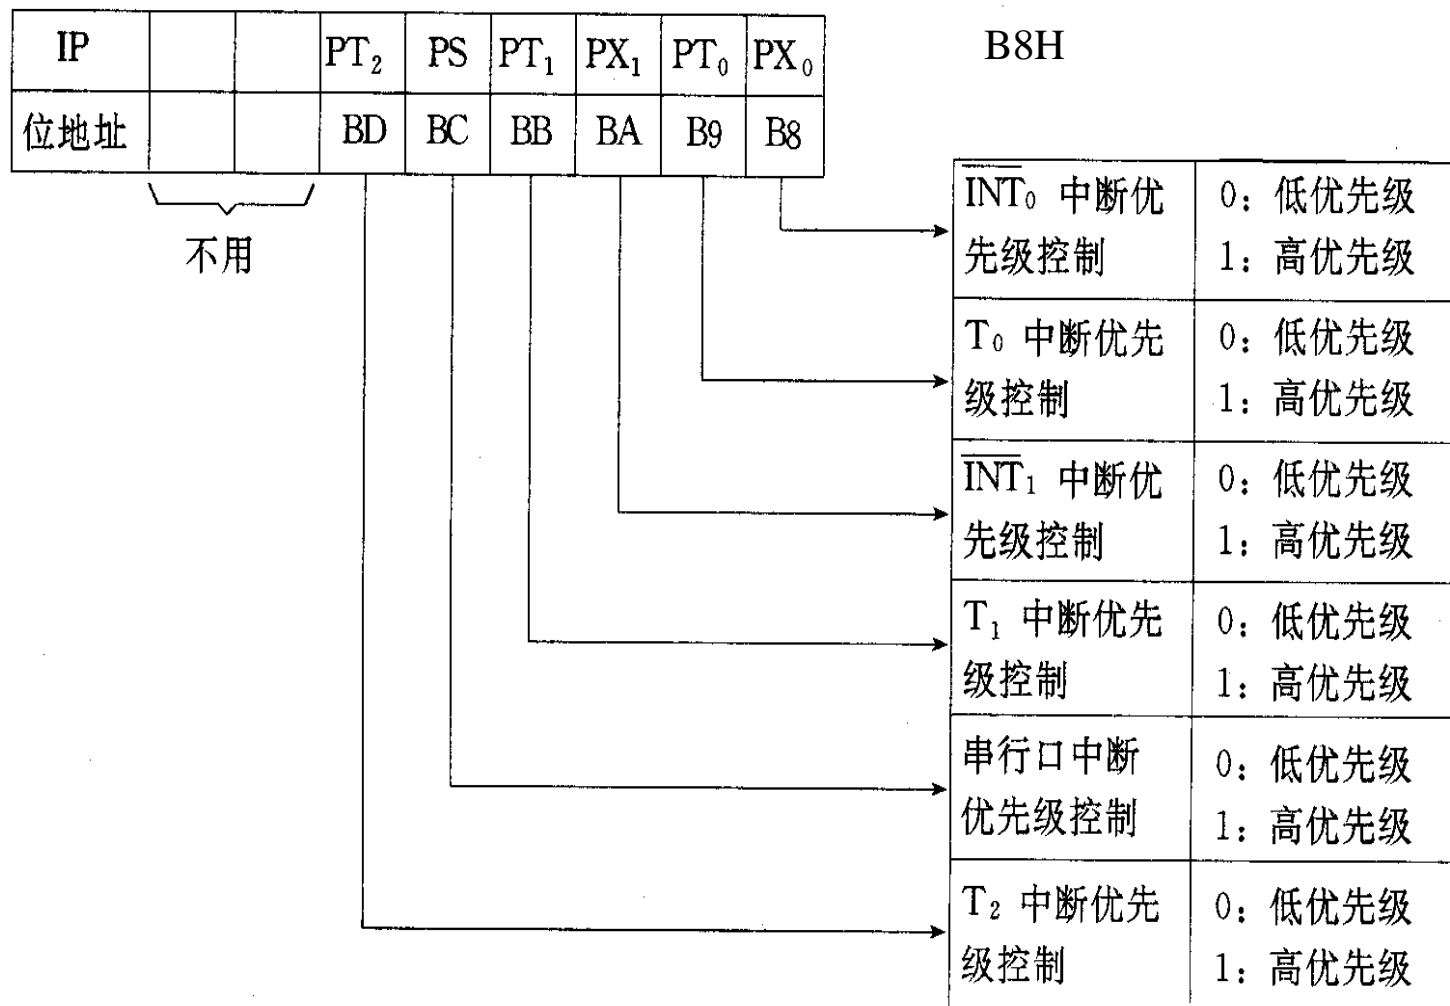 IP PT₂ PS PT₁ PX₁ PT₀ PX₀
B8H
位地址 BD BC BB BA B9 B8
不用
INT₀ 中断优
先级控制
0: 低优先级
1: 高优先级
T₀ 中断优先
级控制
0: 低优先级
1: 高优先级
INT₁ 中断优
先级控制
0: 低优先级
1: 高优先级
T₁ 中断优先
级控制
0: 低优先级
1: 高优先级
串行口中断
优先级控制
0: 低优先级
1: 高优先级
T₂ 中断优先
级控制
0: 低优先级
1: 高优先级